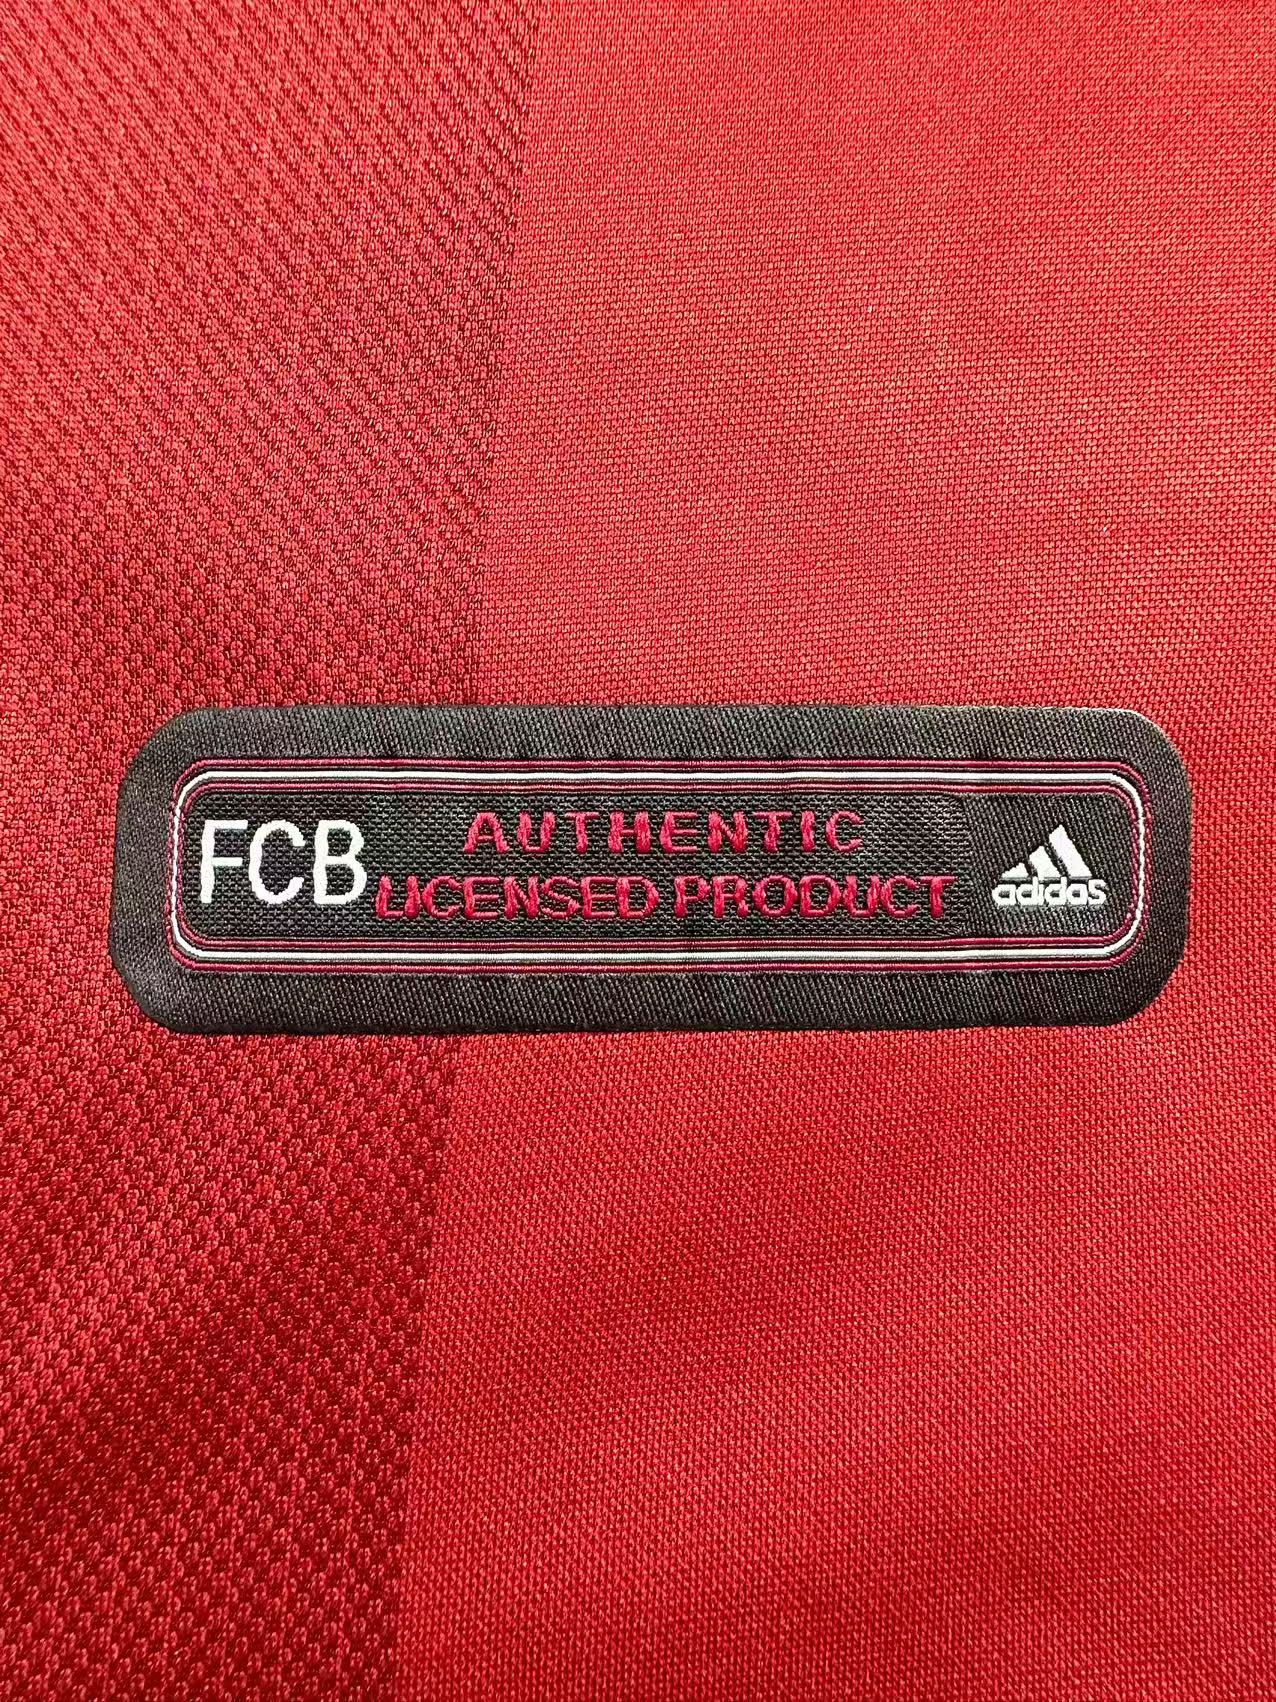 FCB
AUTHENTIC
LICENSED PRODUCT
adidas